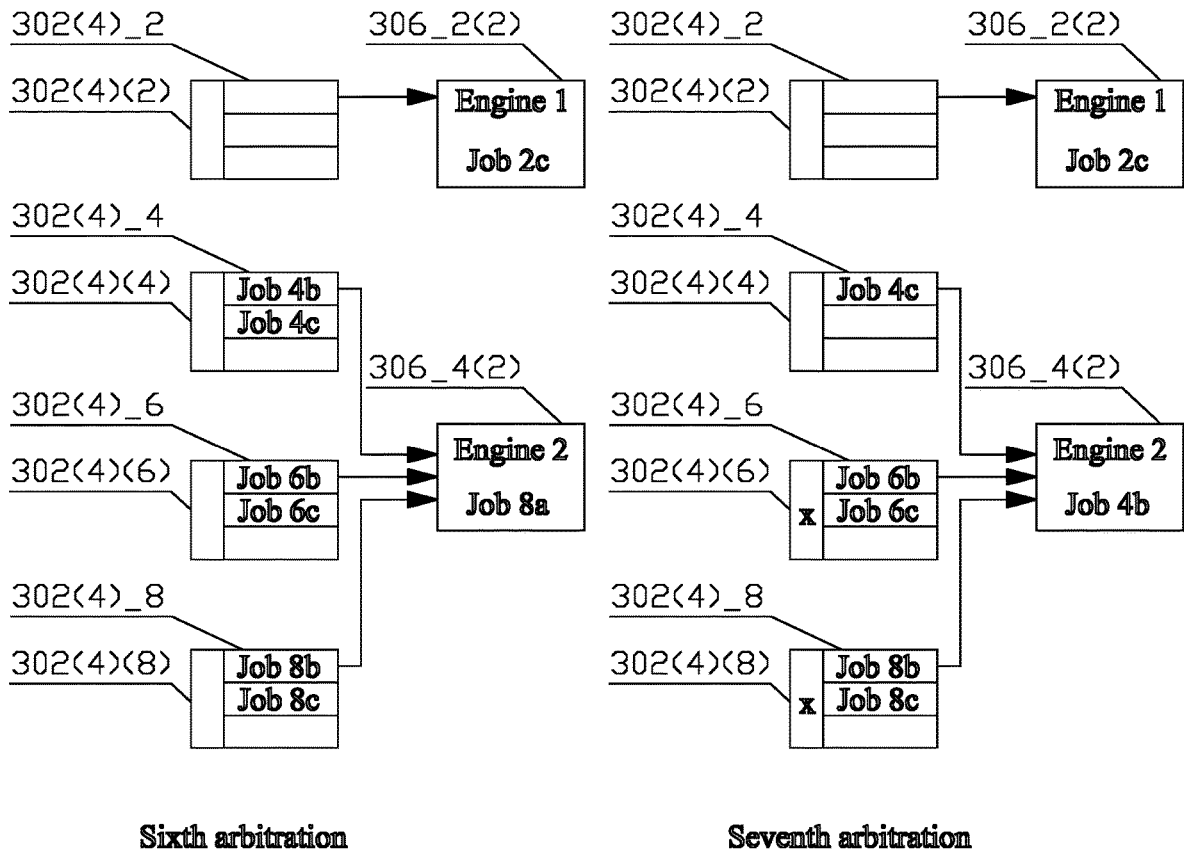 302(4)_2
306_2(2)
302(4)(2)
Engine 1
Job 2c
302(4)_4
302(4)(4)
Job 4b
Job 4c
306_4(2)
302(4)_6
302(4)(6)
Job 6b
Job 6c
Engine 2
Job 8a
302(4)_8
302(4)(8)
Job 8b
Job 8c
Sixth arbitration
302(4)_2
306_2(2)
302(4)(2)
Engine 1
Job 2c
302(4)_4
302(4)(4)
Job 4c
306_4(2)
302(4)_6
302(4)(6)
Job 6b
x
Job 6c
Engine 2
Job 4b
302(4)_8
302(4)(8)
Job 8b
x
Job 8c
Seventh arbitration